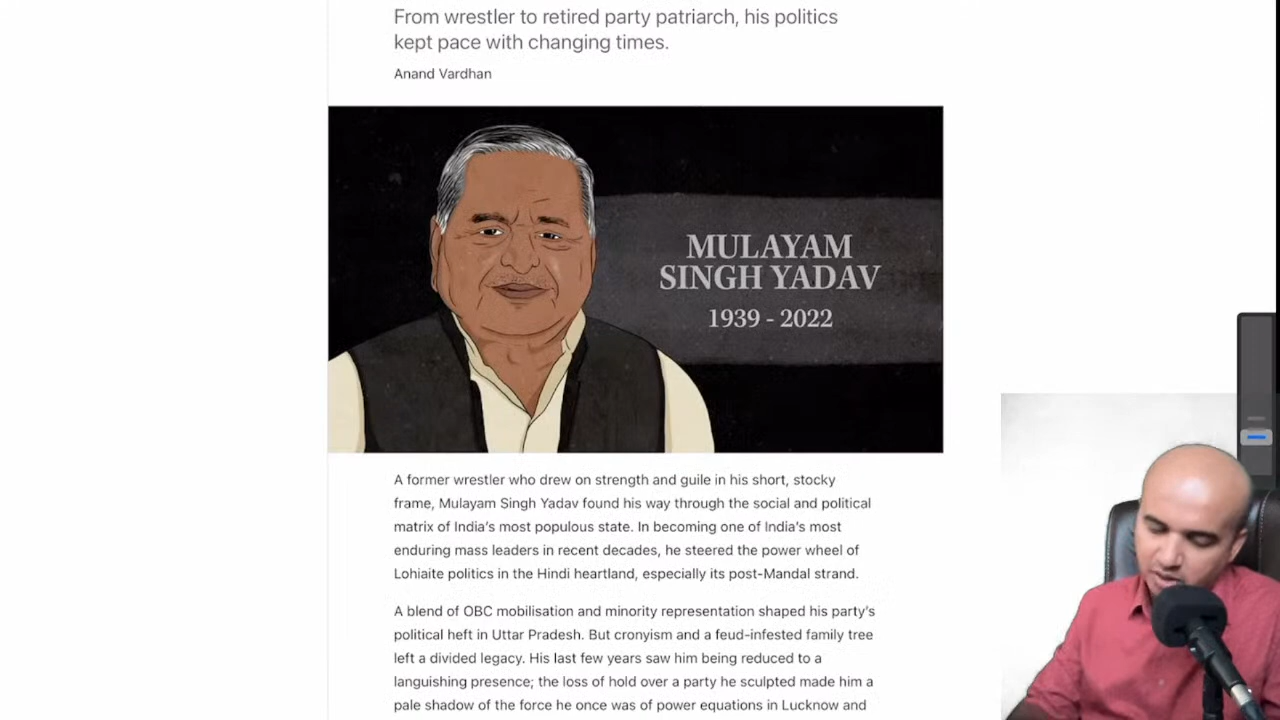 From wrestler to retired party patriarch, his politics
kept pace with changing times.
Anand Vardhan
MULAYAM
SINGH YADAV
1939 - 2022
A former wrestler who drew on strength and guile in his short, stocky
frame, Mulayam Singh Yadav found his way through the social and political
matrix of India's most populous state. In becoming one of India's most
enduring mass leaders in recent decades, he steered the power wheel of
Lohiaite politics in the Hindi heartland, especially its post-Mandal strand.
A blend of OBC mobilisation and minority representation shaped his party's
political heft in Uttar Pradesh. But cronyism and a feud-infested family tree
left a divided legacy. His last few years saw him being reduced to a
languishing presence; the loss of hold over a party he sculpted made him a
pale shadow of the force he once was of power equations in Lucknow and